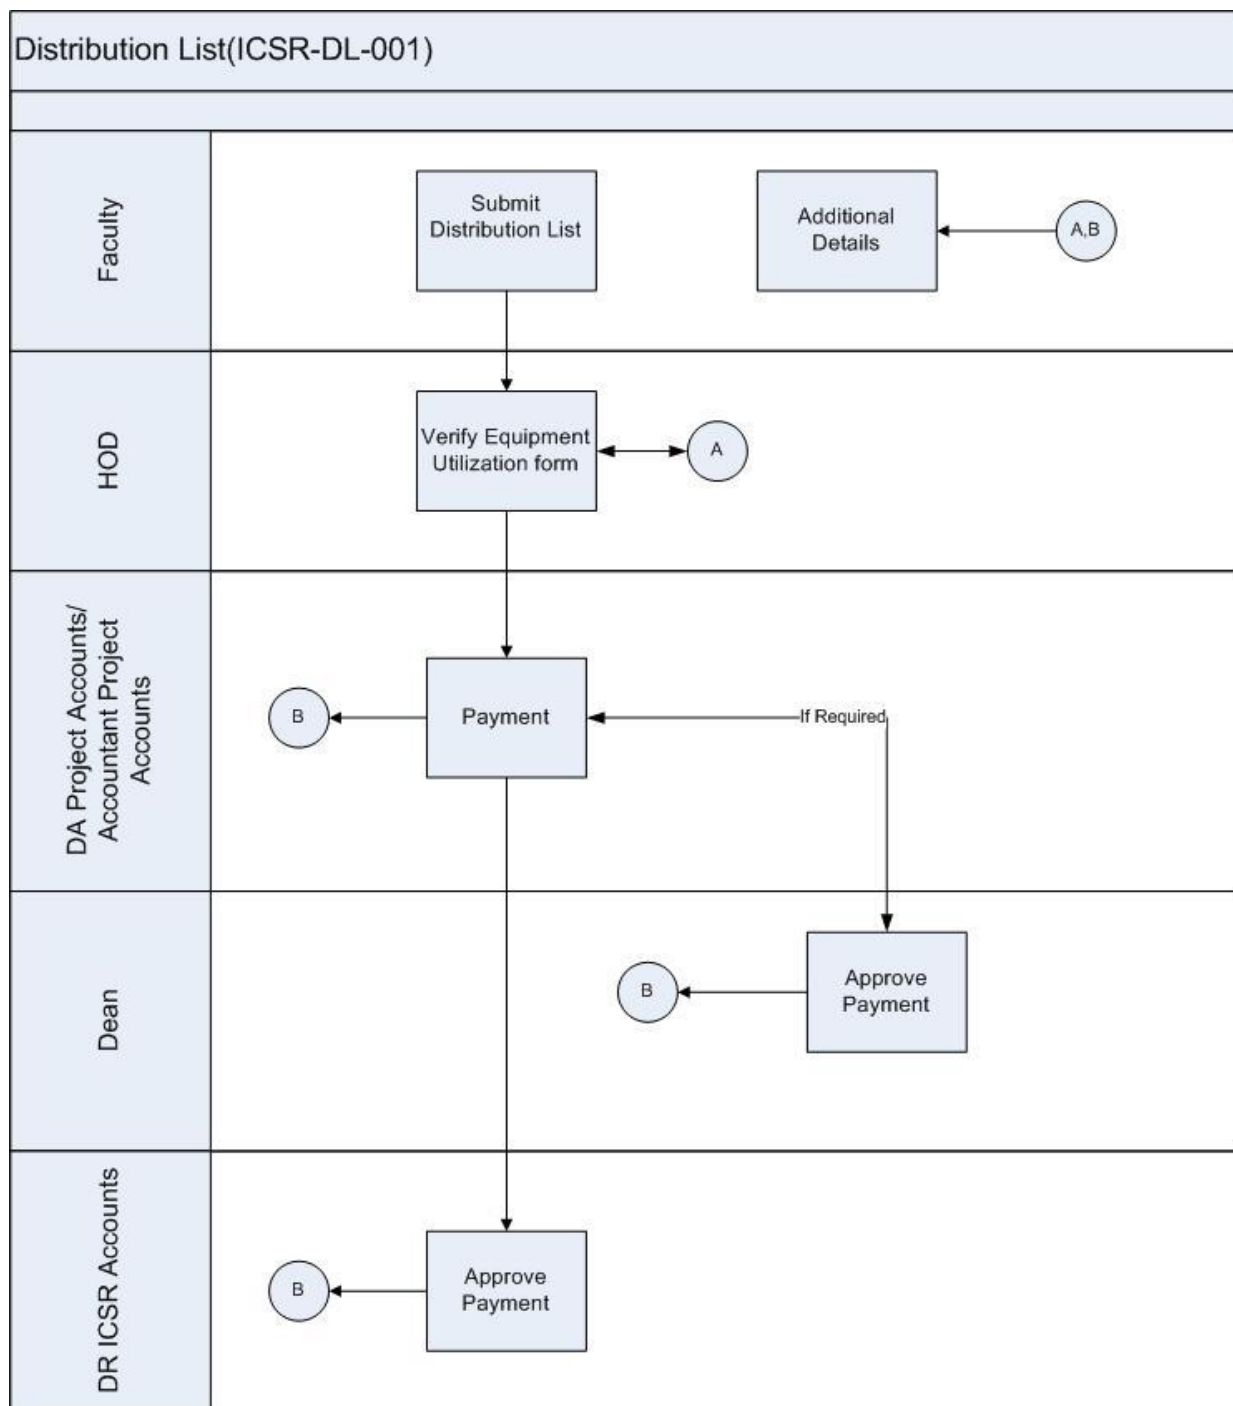 Distribution List(ICSR-DL-001)
Faculty
Submit
Distribution List
Additional
Details
A,B
HOD
Verify Equipment
Utilization form
A
DA Project Accounts/
Accountant Project
Accounts
B
Payment
If Required
Dean
B
Approve
Payment
DR ICSR Accounts
B
Approve
Payment